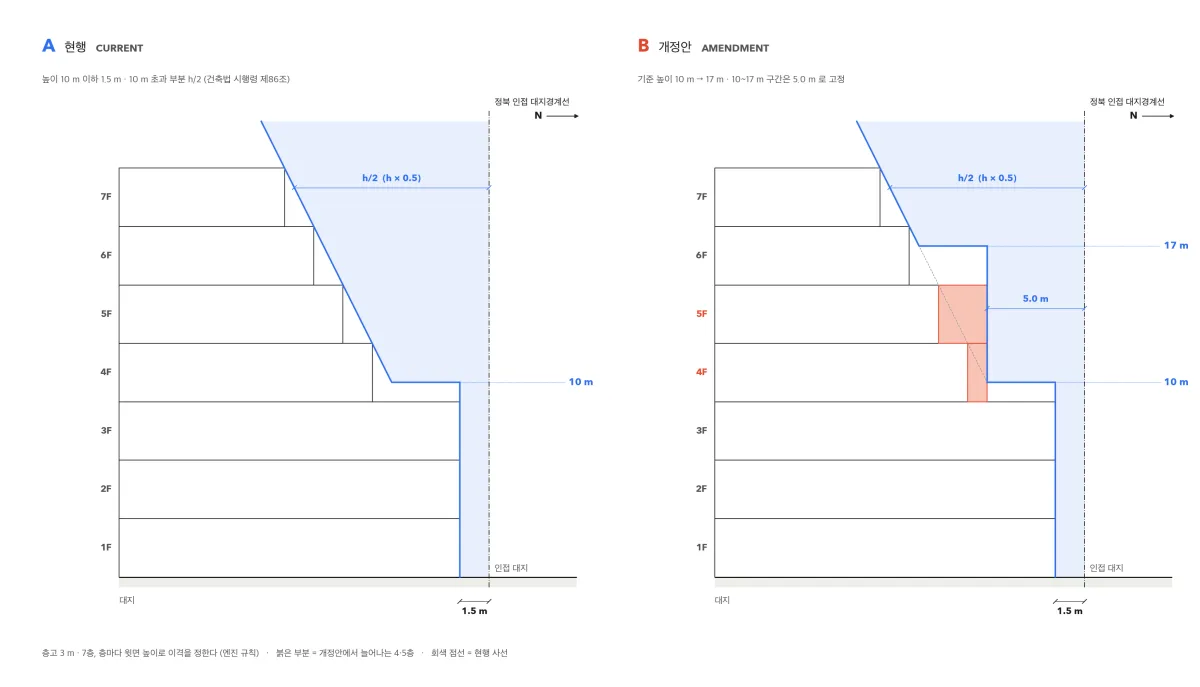 A 현행 CURRENT
높이 10 m 이하 1.5 m · 10 m 초과 부분 h/2 (건축법 시행령 제86조)
정북 인접 대지경계선
N
h/2 (h × 0.5)
7F
6F
5F
4F
10 m
3F
2F
1F
인접 대지
대지
1.5 m
B 개정안 AMENDMENT
기준 높이 10 m → 17 m · 10~17 m 구간은 5.0 m 로 고정
정북 인접 대지경계선
N
h/2 (h × 0.5)
7F
17 m
6F
5.0 m
5F
4F
10 m
3F
2F
1F
인접 대지
대지
1.5 m
층고 3 m · 7층, 층마다 윗면 높이로 이격을 정한다 (엔진 규칙) · 붉은 부분 = 개정안에서 늘어나는 4·5층 · 회색 점선 = 현행 사선